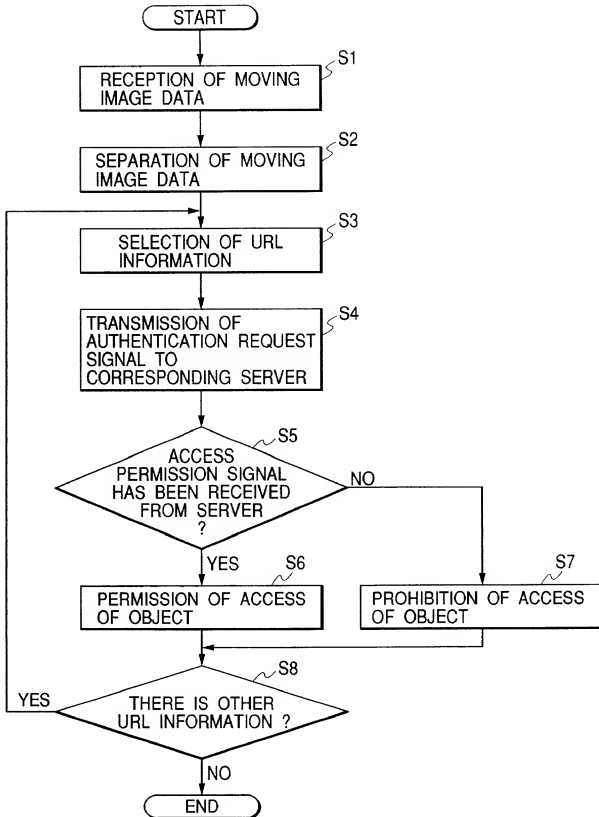 START
S1
RECEPTION OF MOVING
IMAGE DATA
S2
SEPARATION OF MOVING
IMAGE DATA
S3
SELECTION OF URL
INFORMATION
S4
TRANSMISSION OF
AUTHENTICATION REQUEST
SIGNAL TO
CORRESPONDING SERVER
S5
ACCESS
PERMISSION SIGNAL
HAS BEEN RECEIVED
FROM SERVER
?
NO
YES
S6
PERMISSION OF ACCESS
OF OBJECT
S7
PROHIBITION OF ACCESS
OF OBJECT
S8
YES
THERE IS OTHER
URL INFORMATION ?
NO
END